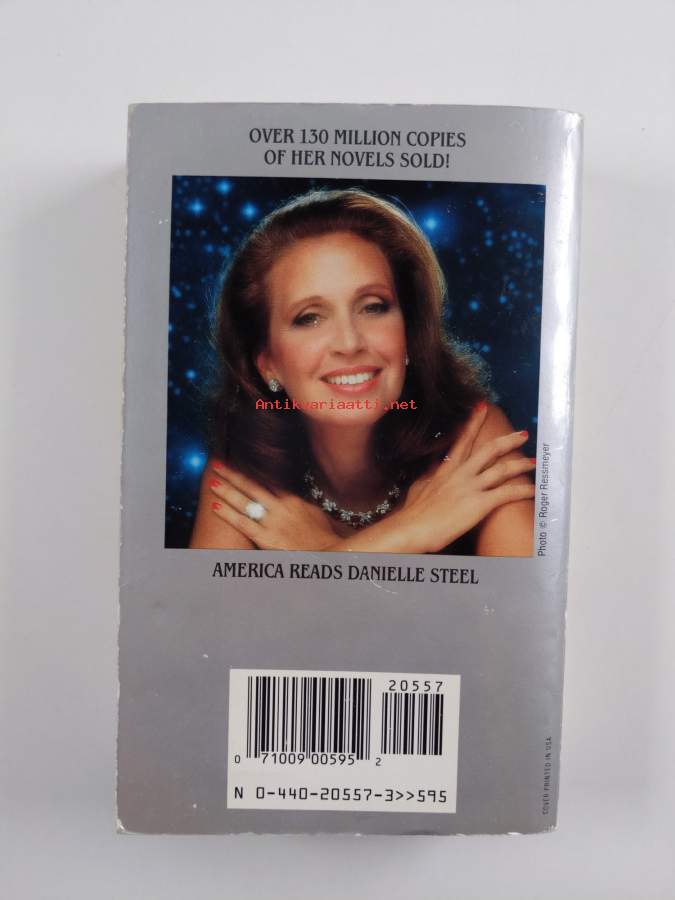 OVER 130 MILLION COPIES
OF HER NOVELS SOLD!
Antikvariaatti.net
Photo © Roger Ressmeyer
AMERICA READS DANIELLE STEEL
20557
0 71009 00595 2
N 0-440-20557-3>>595
COVER PRINTED IN USA